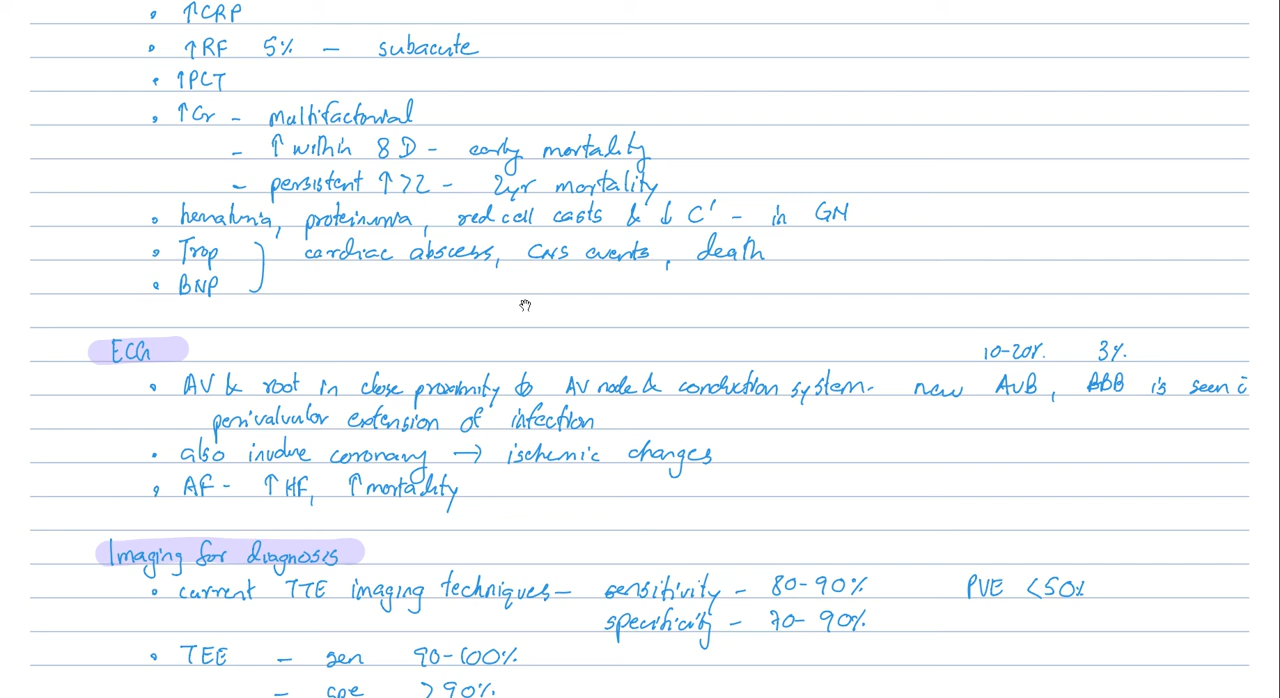 • ↑CRP
• ↑RF 5% – subacute
• ↑PCT
• ↑Cr – multifactorial
– ↑ within 8 D – early mortality
– persistent ↑ >2 – 2yr mortality
• hematuria, proteinuria, red cell casts & ↓ C' – in GN
• Trop } cardiac abscess, CNS events, death
• BNP
ECG
10-20%. 3%.
• AV & root in close proximity to AV node & conduction system – new AVB, BBB is seen c
perivalvular extension of infection
• also involve coronary → ischemic changes
• AF – ↑HF, ↑mortality
Imaging for diagnosis
• current TTE imaging techniques – sensitivity – 80-90% PVE <50%
specificity – 70-90%.
• TEE – sen 90-100%.
– spe >90%.